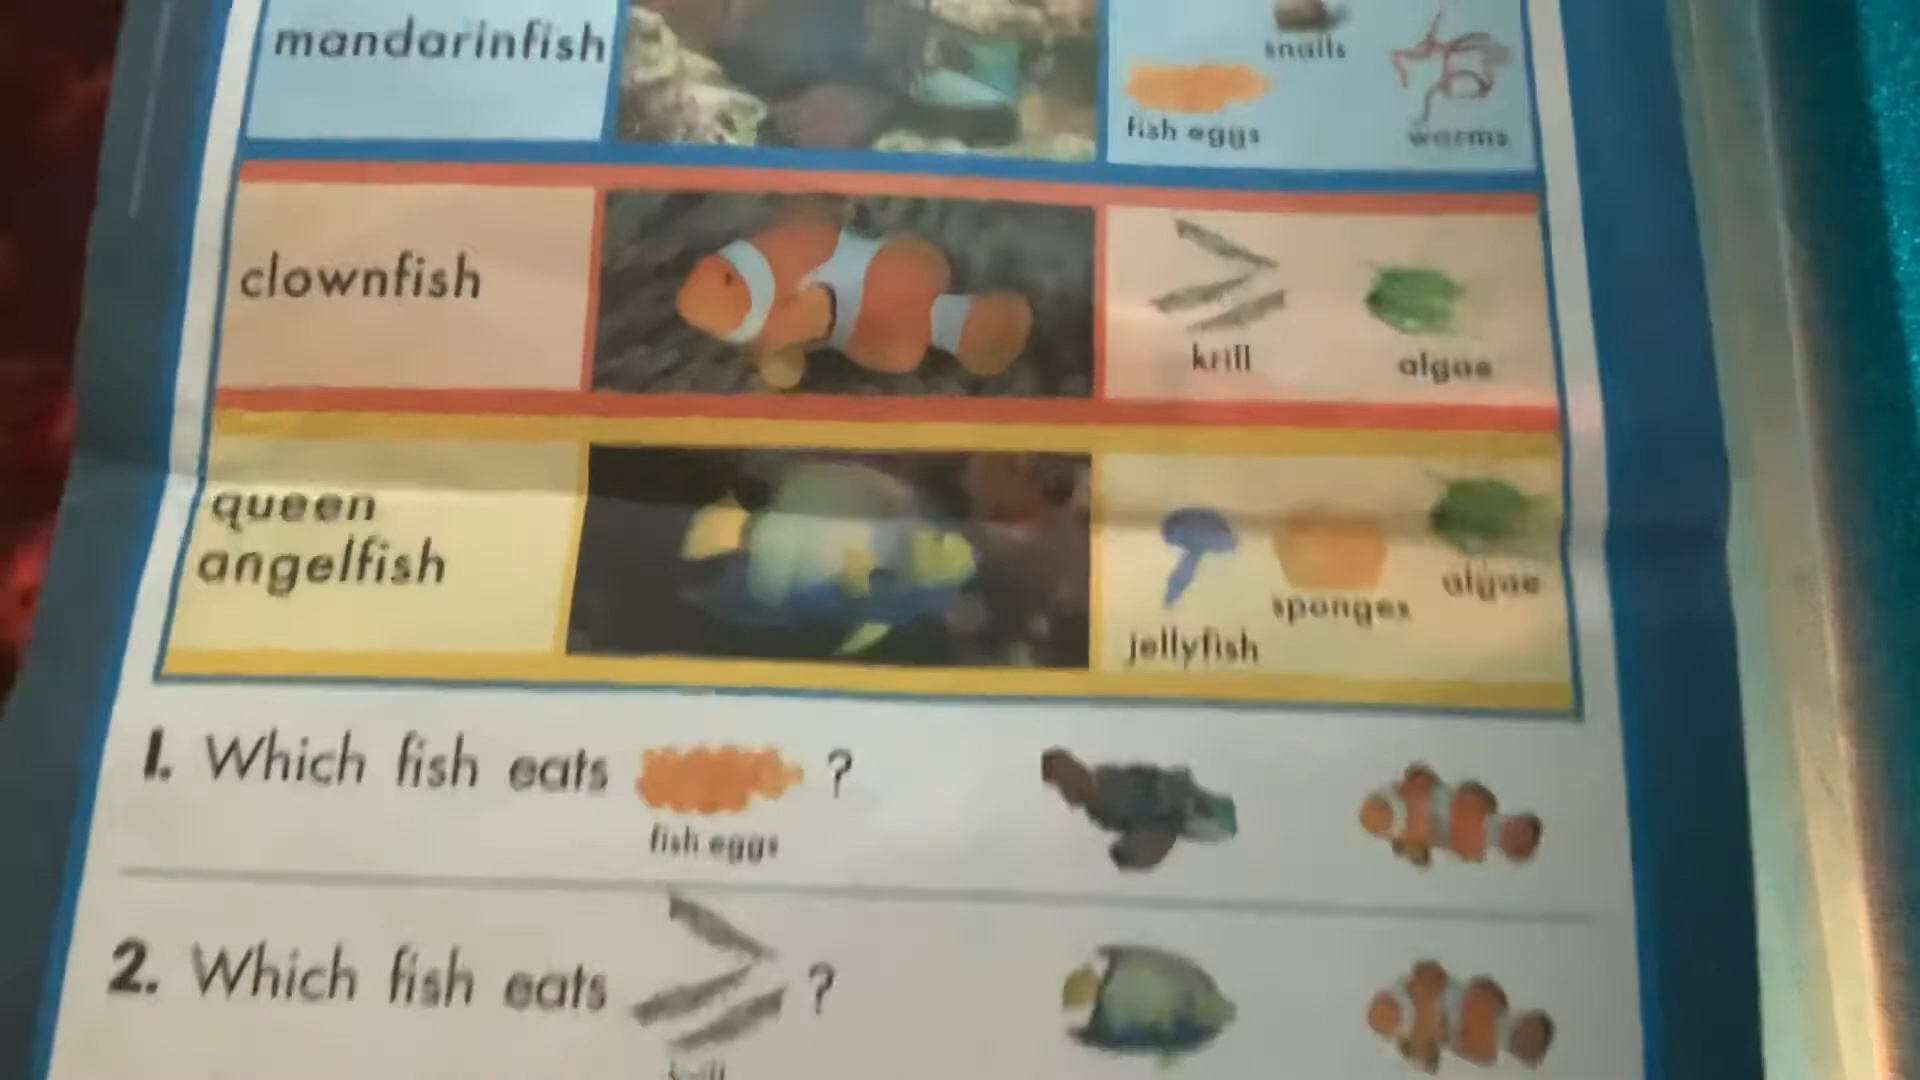 mandarinfish
snails
fish eggs
worms
clownfish
krill
algae
queen
angelfish
algae
sponges
jellyfish
1. Which fish eats ?
fish eggs
2. Which fish eats ?
krill